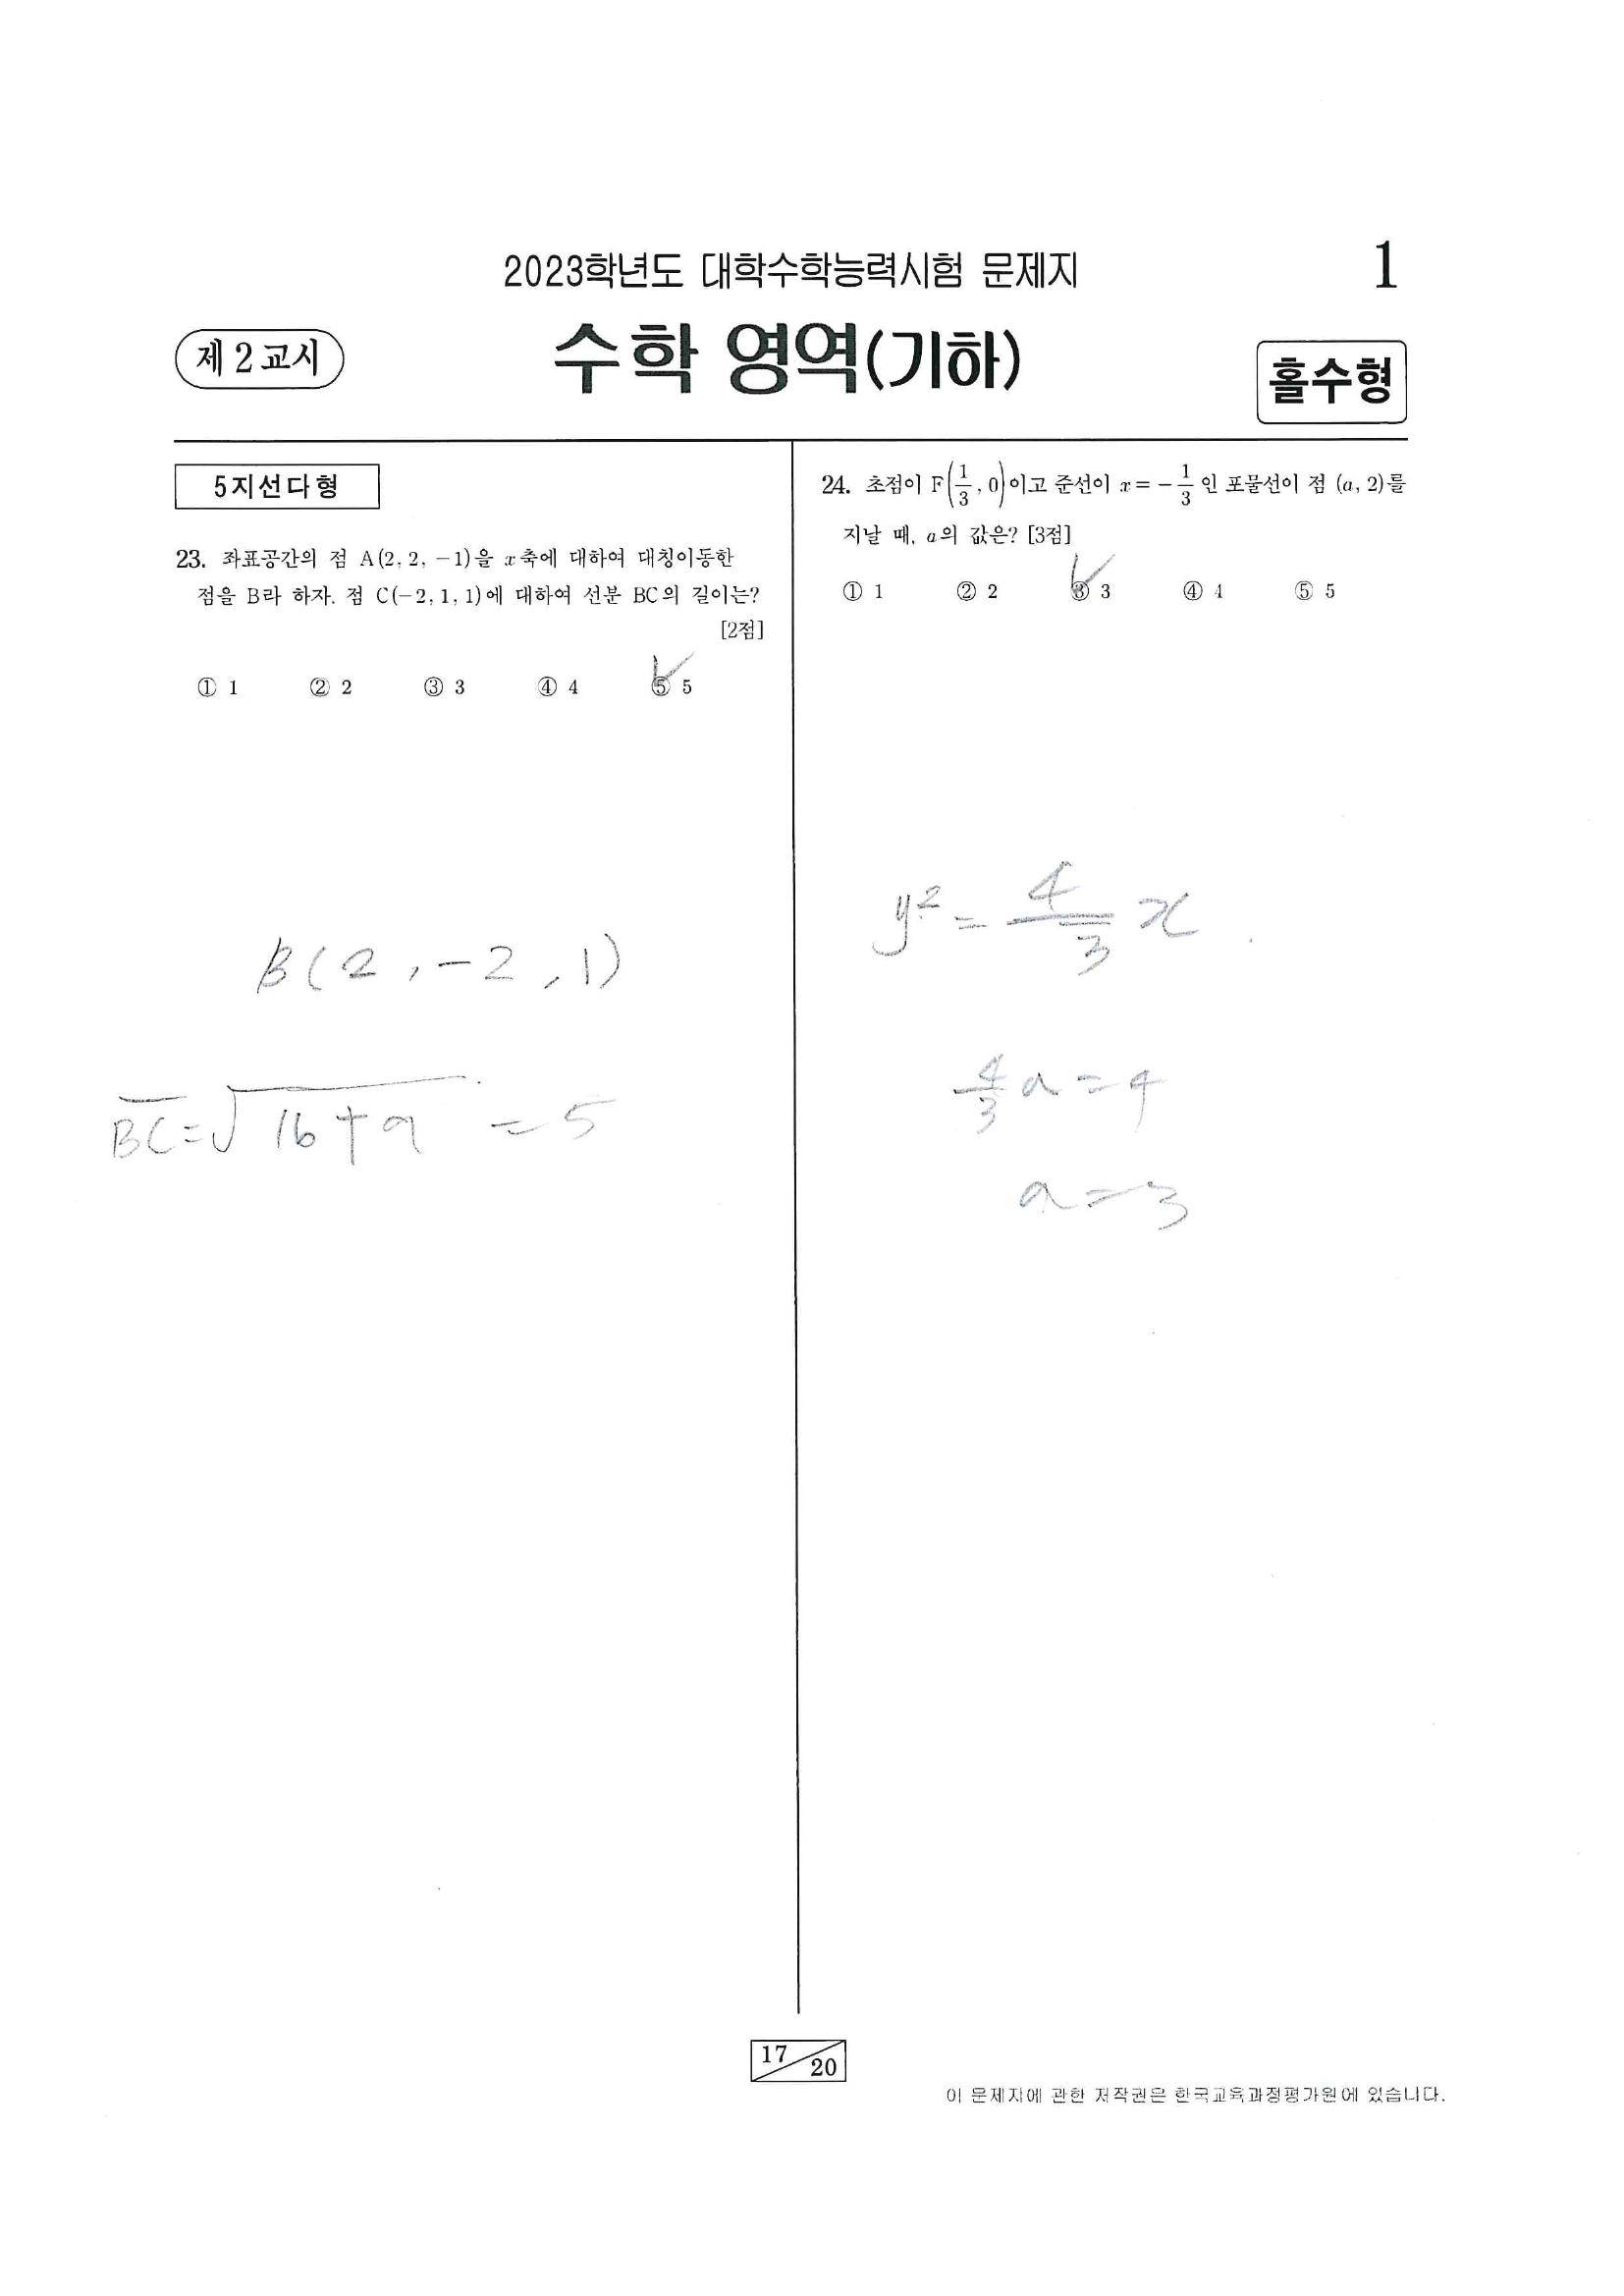 2023학년도 대학수학능력시험 문제지
1
제 2 교시
수학 영역(기하)
홀수형
5지선다형
23. 좌표공간의 점 A(2, 2, −1)을 x축에 대하여 대칭이동한
점을 B라 하자. 점 C(−2, 1, 1)에 대하여 선분 BC의 길이는?
[2점]
① 1 ② 2 ③ 3 ④ 4 ⑤ 5
B(2, −2, 1)
BC = √16+9 = 5
24. 초점이 F(1/3, 0)이고 준선이 x = −1/3인 포물선이 점 (a, 2)를
지날 때, a의 값은? [3점]
① 1 ② 2 ③ 3 ④ 4 ⑤ 5
y² = 4/3 x
4/3 a = 4
a = 3
17/20
이 문제지에 관한 저작권은 한국교육과정평가원에 있습니다.